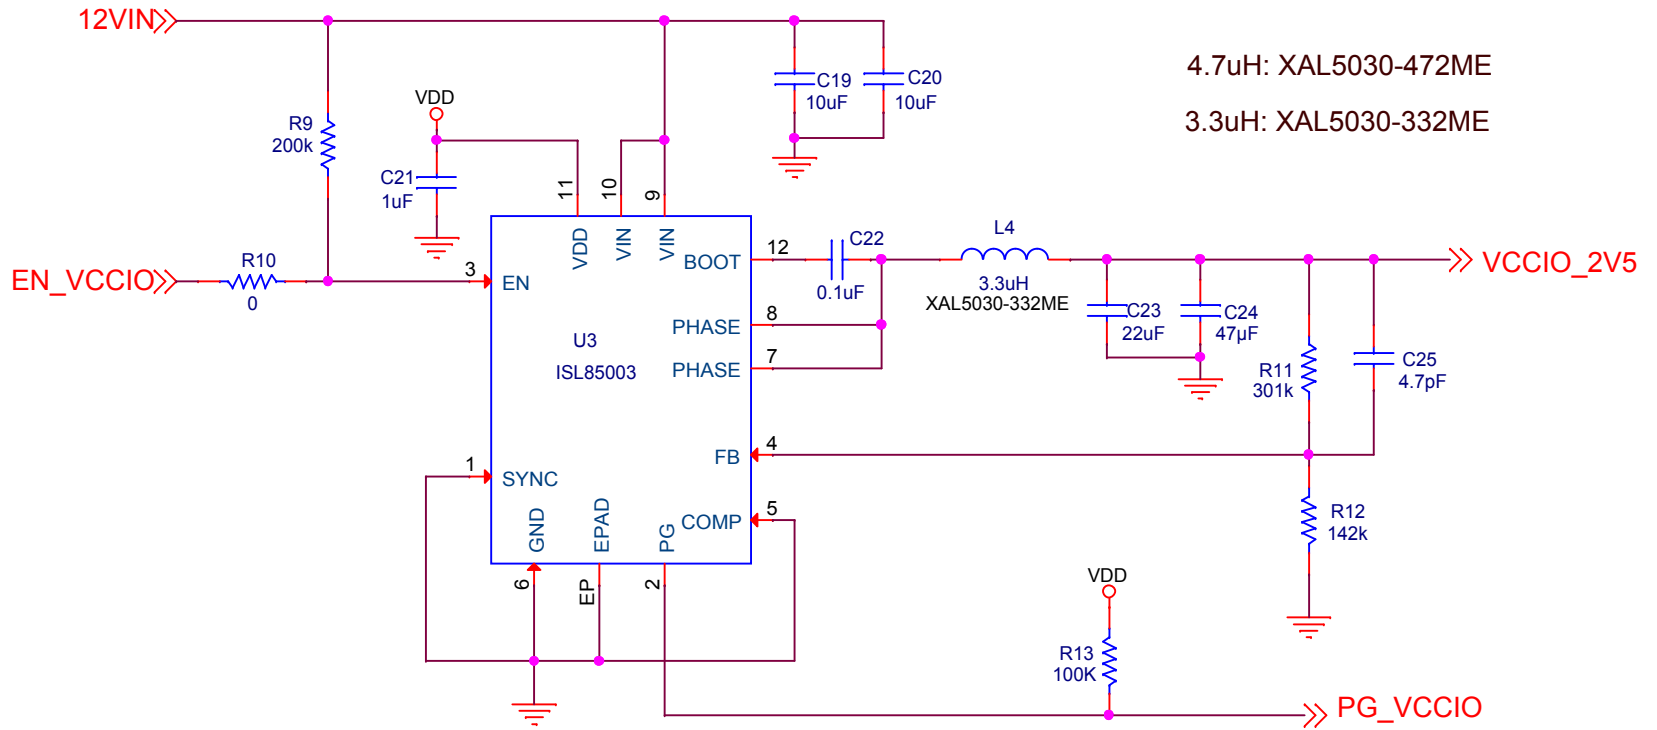 12VIN
4.7uH: XAL5030-472ME
3.3uH: XAL5030-332ME
C19
10uF
C20
10uF
VDD
R9
200k
C21
1uF
11
10
9
VDD
VIN
VIN
EN_VCCIO
R10
0
3
EN
BOOT
12
C22
0.1uF
L4
3.3uH
XAL5030-332ME
VCCIO_2V5
PHASE
8
PHASE
7
U3
ISL85003
C23
22uF
C24
47µF
R11
301k
C25
4.7pF
FB
4
1
SYNC
COMP
5
GND
EPAD
PG
6
EP
2
R12
142k
VDD
R13
100K
PG_VCCIO